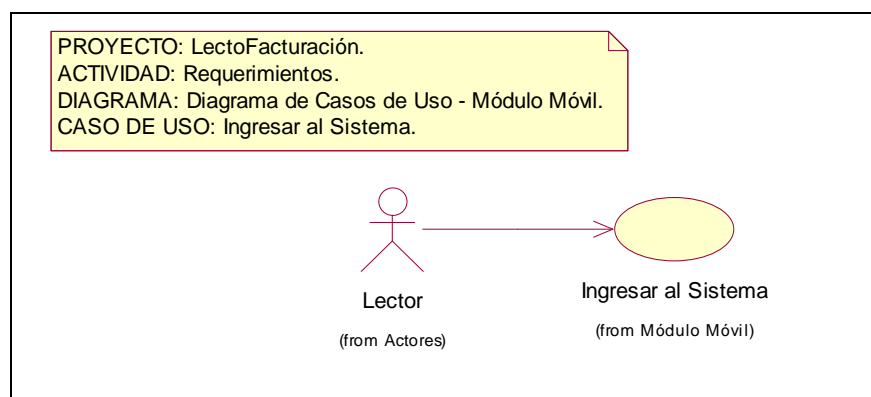 PROYECTO: LectoFacturación.
ACTIVIDAD: Requerimientos.
DIAGRAMA: Diagrama de Casos de Uso - Módulo Móvil.
CASO DE USO: Ingresar al Sistema.
Lector
(from Actores)
Ingresar al Sistema
(from Módulo Móvil)